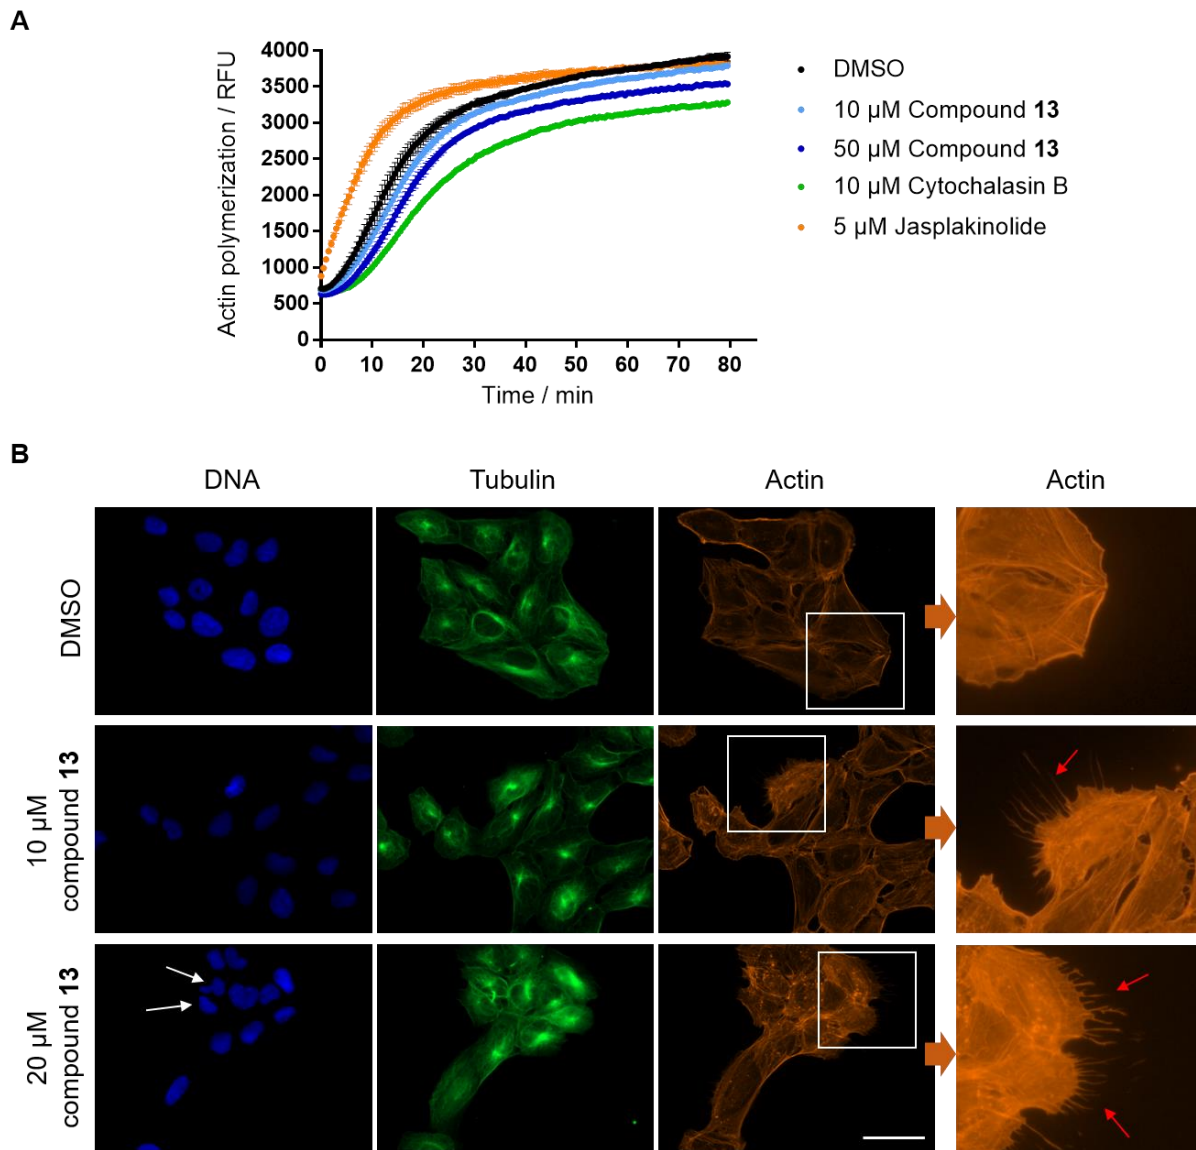 A
Actin polymerization / RFU
4000
3500
3000
2500
2000
1500
1000
500
0
0 10 20 30 40 50 60 70 80
Time / min
DMSO
10 µM Compound 13
50 µM Compound 13
10 µM Cytochalasin B
5 µM Jasplakinolide
B
DNA Tubulin Actin Actin
DMSO
10 µM
compound 13
20 µM
compound 13